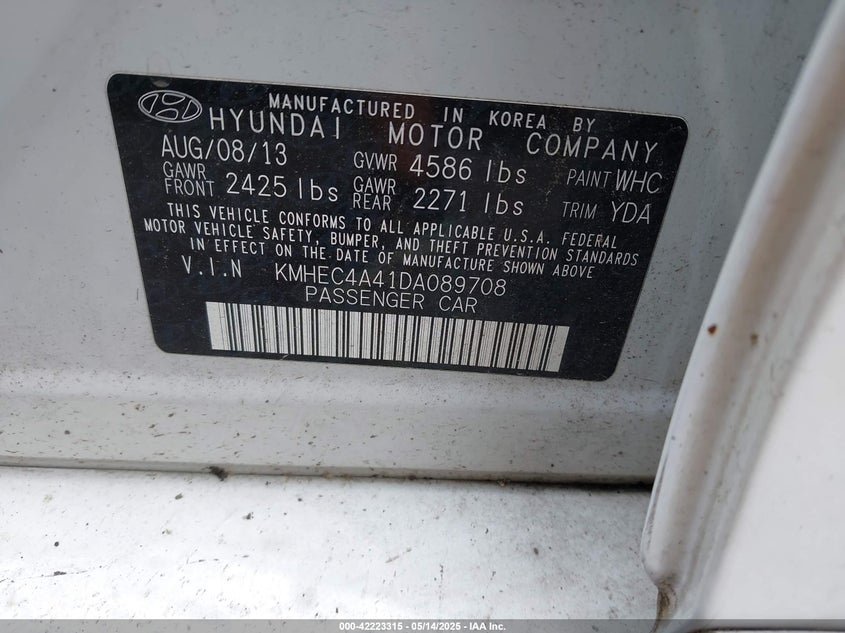 MANUFACTURED IN KOREA BY
HYUNDAI MOTOR COMPANY
AUG/08/13 GVWR 4586 lbs PAINT WHC
GAWR FRONT 2425 lbs GAWR REAR 2271 lbs TRIM YDA
THIS VEHICLE CONFORMS TO ALL APPLICABLE U.S.A. FEDERAL
MOTOR VEHICLE SAFETY, BUMPER, AND THEFT PREVENTION STANDARDS
IN EFFECT ON THE DATE OF MANUFACTURE SHOWN ABOVE
V.I.N KMHEC4A41DA089708
PASSENGER CAR
000-42223315 - 05/14/2025 - IAA Inc.